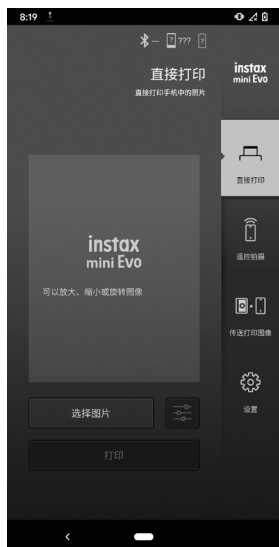 8:19
???
?
?
直接打印
直接打印手机中的照片
instax
mini Evo
instax
mini Evo
可以放大、缩小或旋转图像
选择图片
打印
直接打印
遥控拍摄
传送打印图像
设置